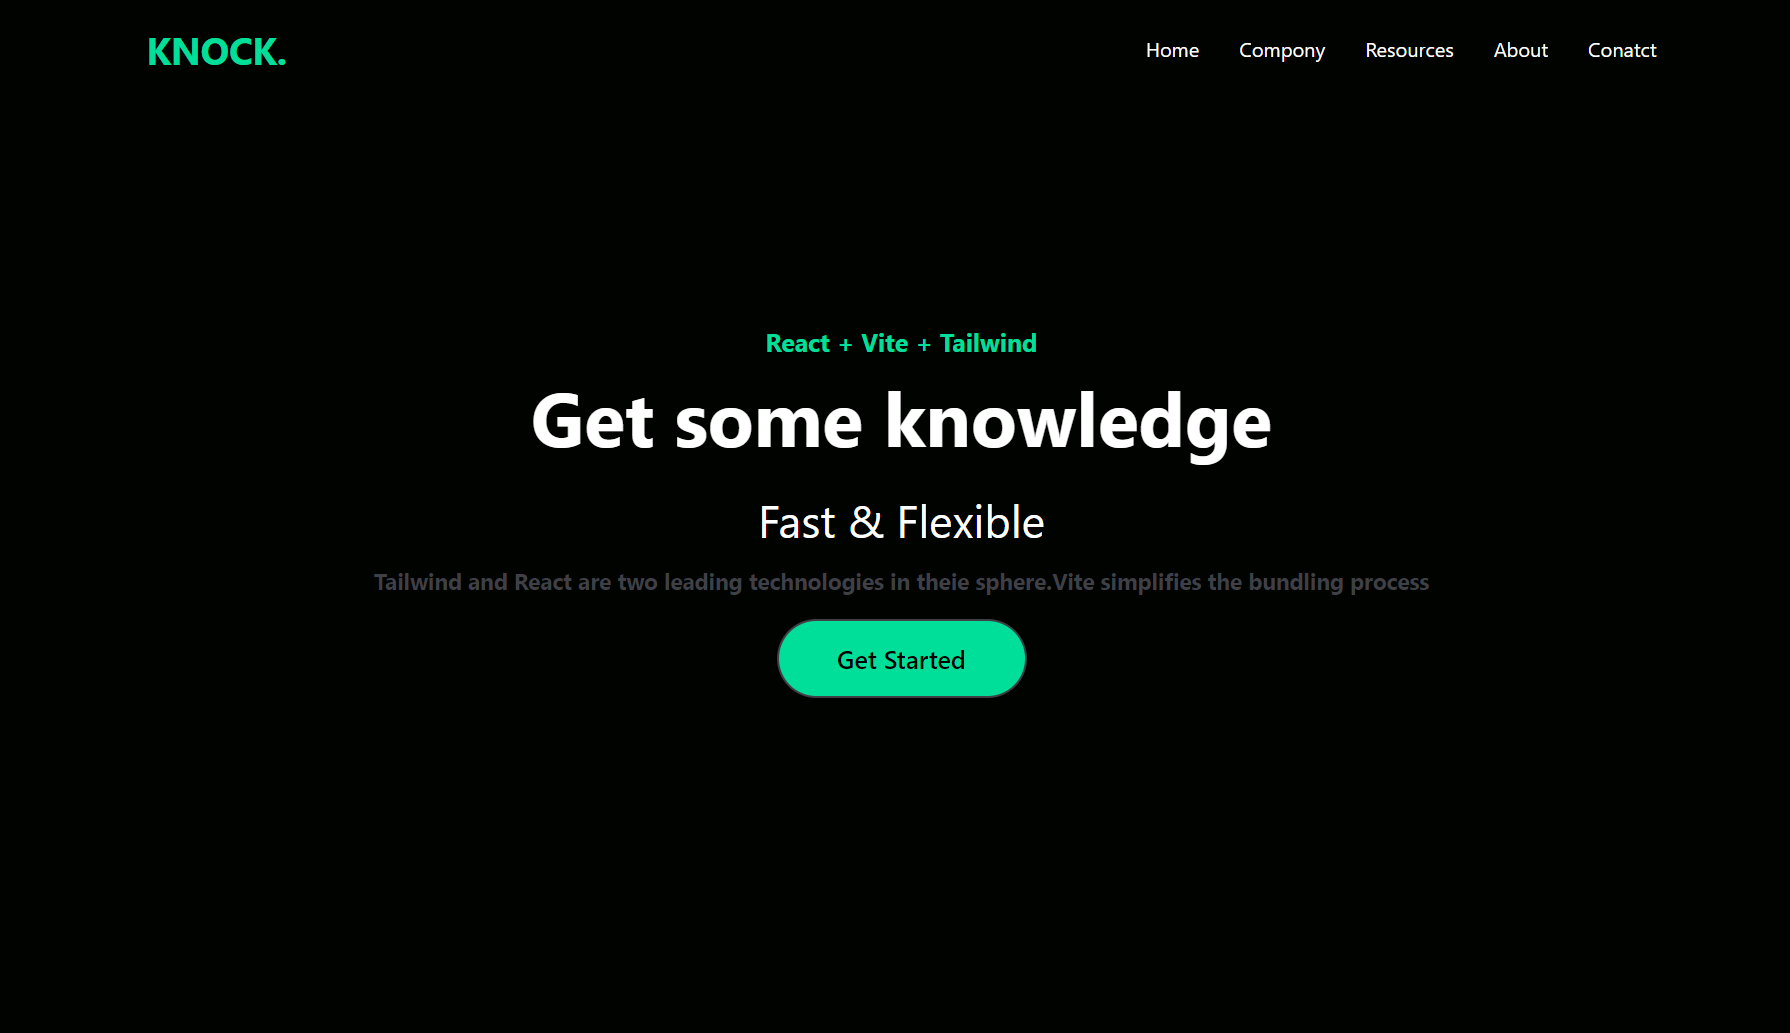 KNOCK.
Home Compony Resources About Conatct
React + Vite + Tailwind
Get some knowledge
Fast & Flexible
Tailwind and React are two leading technologies in theie sphere.Vite simplifies the bundling process
Get Started